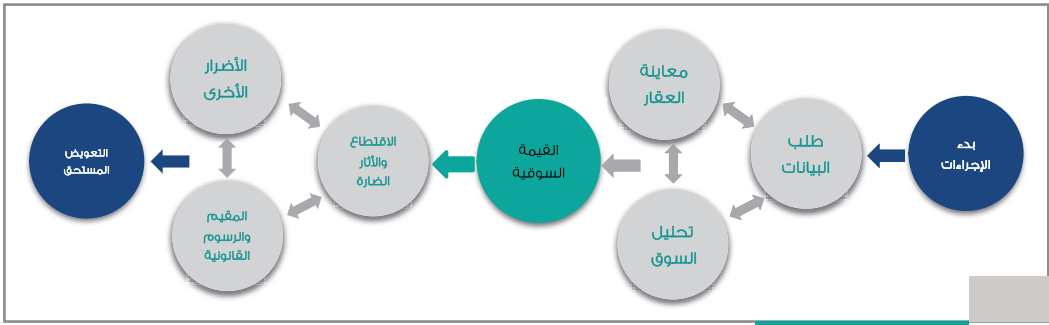 بدء
الإجراءات
طلب
البيانات
معاينة
العقار
تحليل
السوق
القيمة
السوقية
الاقتطاع
والأثار
الضارة
الأضرار
الأخرى
المقيم
والرسوم
القانونية
التعويض
المستحق